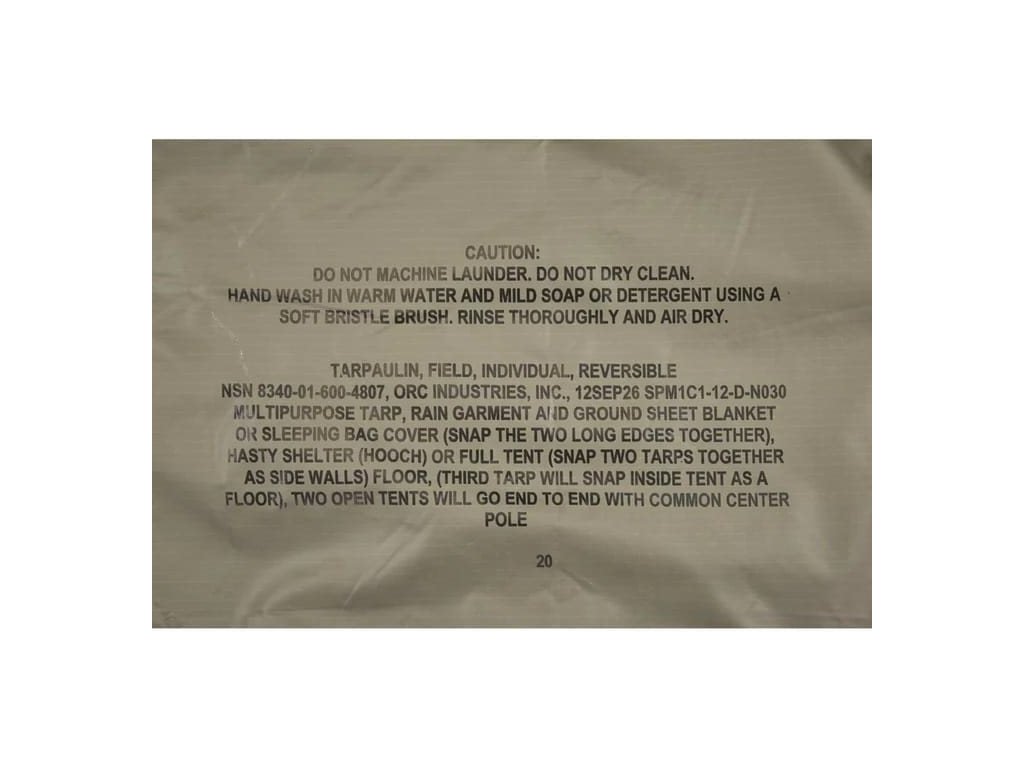 CAUTION:
DO NOT MACHINE LAUNDER. DO NOT DRY CLEAN.
HAND WASH IN WARM WATER AND MILD SOAP OR DETERGENT USING A
SOFT BRISTLE BRUSH. RINSE THOROUGHLY AND AIR DRY.
TARPAULIN, FIELD, INDIVIDUAL, REVERSIBLE
NSN 8340-01-600-4807, ORC INDUSTRIES, INC., 12SEP26 SPM1C1-12-D-N030
MULTIPURPOSE TARP, RAIN GARMENT AND GROUND SHEET BLANKET
OR SLEEPING BAG COVER (SNAP THE TWO LONG EDGES TOGETHER),
HASTY SHELTER (HOOCH) OR FULL TENT (SNAP TWO TARPS TOGETHER
AS SIDE WALLS) FLOOR, (THIRD TARP WILL SNAP INSIDE TENT AS A
FLOOR), TWO OPEN TENTS WILL GO END TO END WITH COMMON CENTER
POLE
20